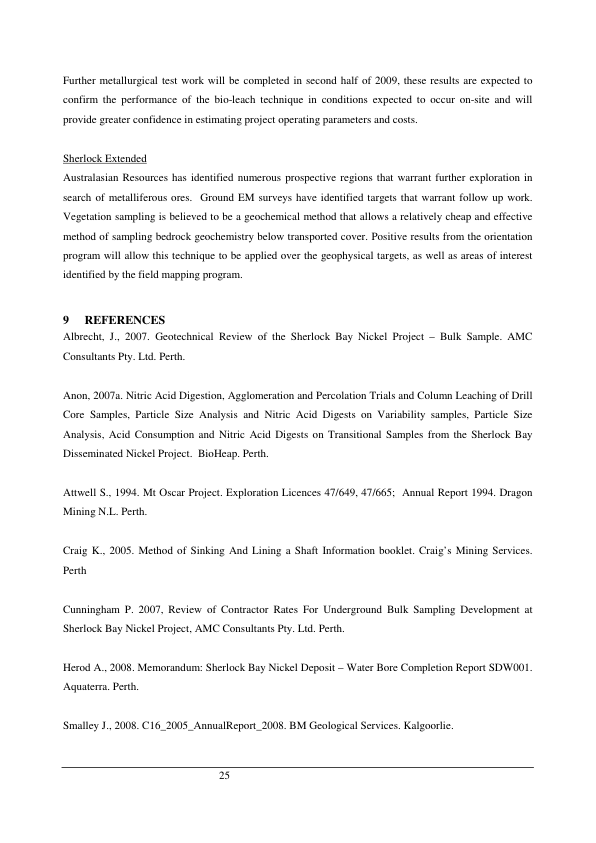 Further metallurgical test work will be completed in second half of 2009, these results are expected to
confirm the performance of the bio-leach technique in conditions expected to occur on-site and will
provide greater confidence in estimating project operating parameters and costs.
Sherlock Extended
Australasian Resources has identified numerous prospective regions that warrant further exploration in
search of metalliferous ores.  Ground EM surveys have identified targets that warrant follow up work.
Vegetation sampling is believed to be a geochemical method that allows a relatively cheap and effective
method of sampling bedrock geochemistry below transported cover. Positive results from the orientation
program will allow this technique to be applied over the geophysical targets, as well as areas of interest
identified by the field mapping program.
9 REFERENCES
Albrecht, J., 2007. Geotechnical Review of the Sherlock Bay Nickel Project – Bulk Sample. AMC
Consultants Pty. Ltd. Perth.
Anon, 2007a. Nitric Acid Digestion, Agglomeration and Percolation Trials and Column Leaching of Drill
Core Samples, Particle Size Analysis and Nitric Acid Digests on Variability samples, Particle Size
Analysis, Acid Consumption and Nitric Acid Digests on Transitional Samples from the Sherlock Bay
Disseminated Nickel Project.  BioHeap. Perth.
Attwell S., 1994. Mt Oscar Project. Exploration Licences 47/649, 47/665;  Annual Report 1994. Dragon
Mining N.L. Perth.
Craig K., 2005. Method of Sinking And Lining a Shaft Information booklet. Craig's Mining Services.
Perth
Cunningham P. 2007, Review of Contractor Rates For Underground Bulk Sampling Development at
Sherlock Bay Nickel Project, AMC Consultants Pty. Ltd. Perth.
Herod A., 2008. Memorandum: Sherlock Bay Nickel Deposit – Water Bore Completion Report SDW001.
Aquaterra. Perth.
Smalley J., 2008. C16_2005_AnnualReport_2008. BM Geological Services. Kalgoorlie.
25